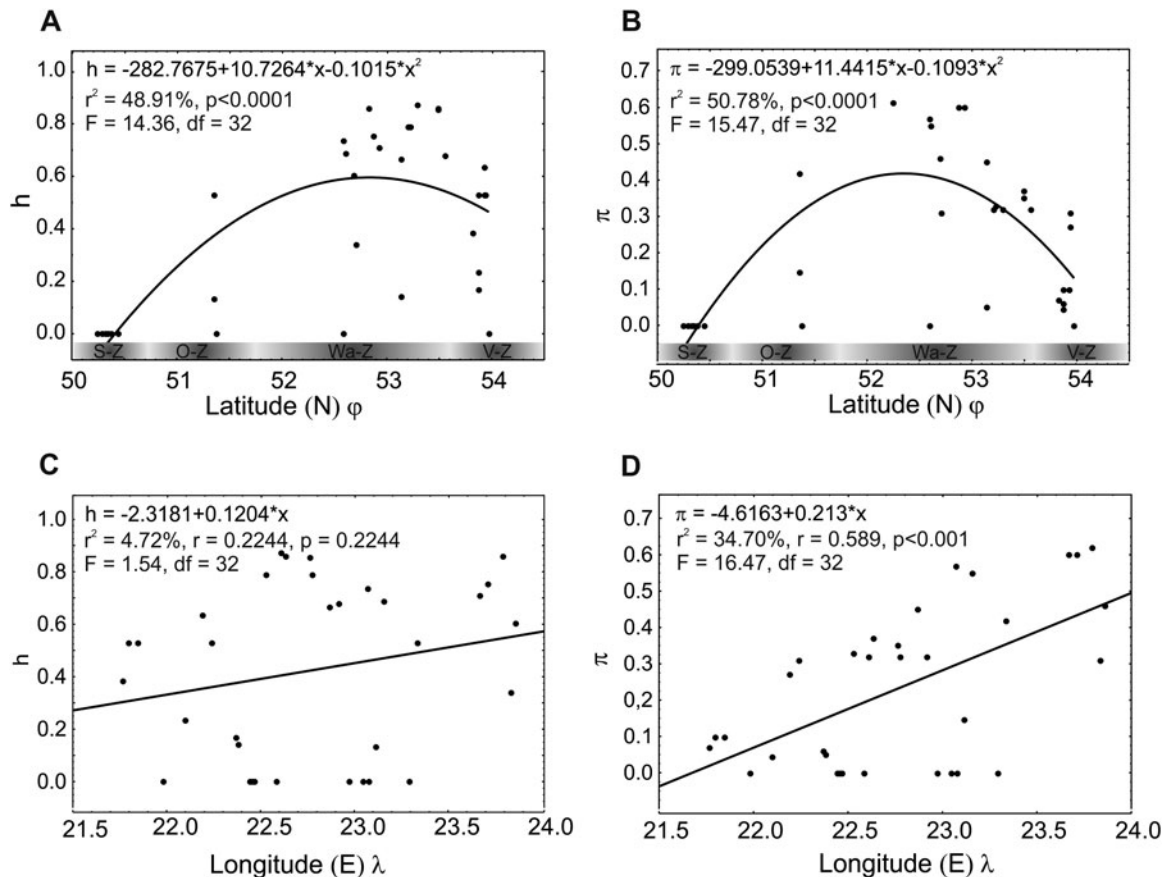 A
h = -282.7675+10.7264*x-0.1015*x²
r² = 48.91%, p<0.0001
F = 14.36, df = 32
1.0
0.8
0.6
0.4
0.2
0.0
h
S-Z O-Z Wa-Z V-Z
50 51 52 53 54
Latitude (N) φ
B
π = -299.0539+11.4415*x-0.1093*x²
r² = 50.78%, p<0.0001
F = 15.47, df = 32
0.7
0.6
0.5
0.4
0.3
0.2
0.1
0.0
π
S-Z O-Z Wa-Z V-Z
50 51 52 53 54
Latitude (N) φ
C
h = -2.3181+0.1204*x
r² = 4.72%, r = 0.2244, p = 0.2244
F = 1.54, df = 32
1.0
0.8
0.6
0.4
0.2
0.0
h
21.5 22.0 22.5 23.0 23.5 24.0
Longitude (E) λ
D
π = -4.6163+0.213*x
r² = 34.70%, r = 0.589, p<0.001
F = 16.47, df = 32
0.7
0.6
0.5
0.4
0.3
0,2
0.1
0.0
π
21.5 22.0 22.5 23.0 23.5 24.0
Longitude (E) λ